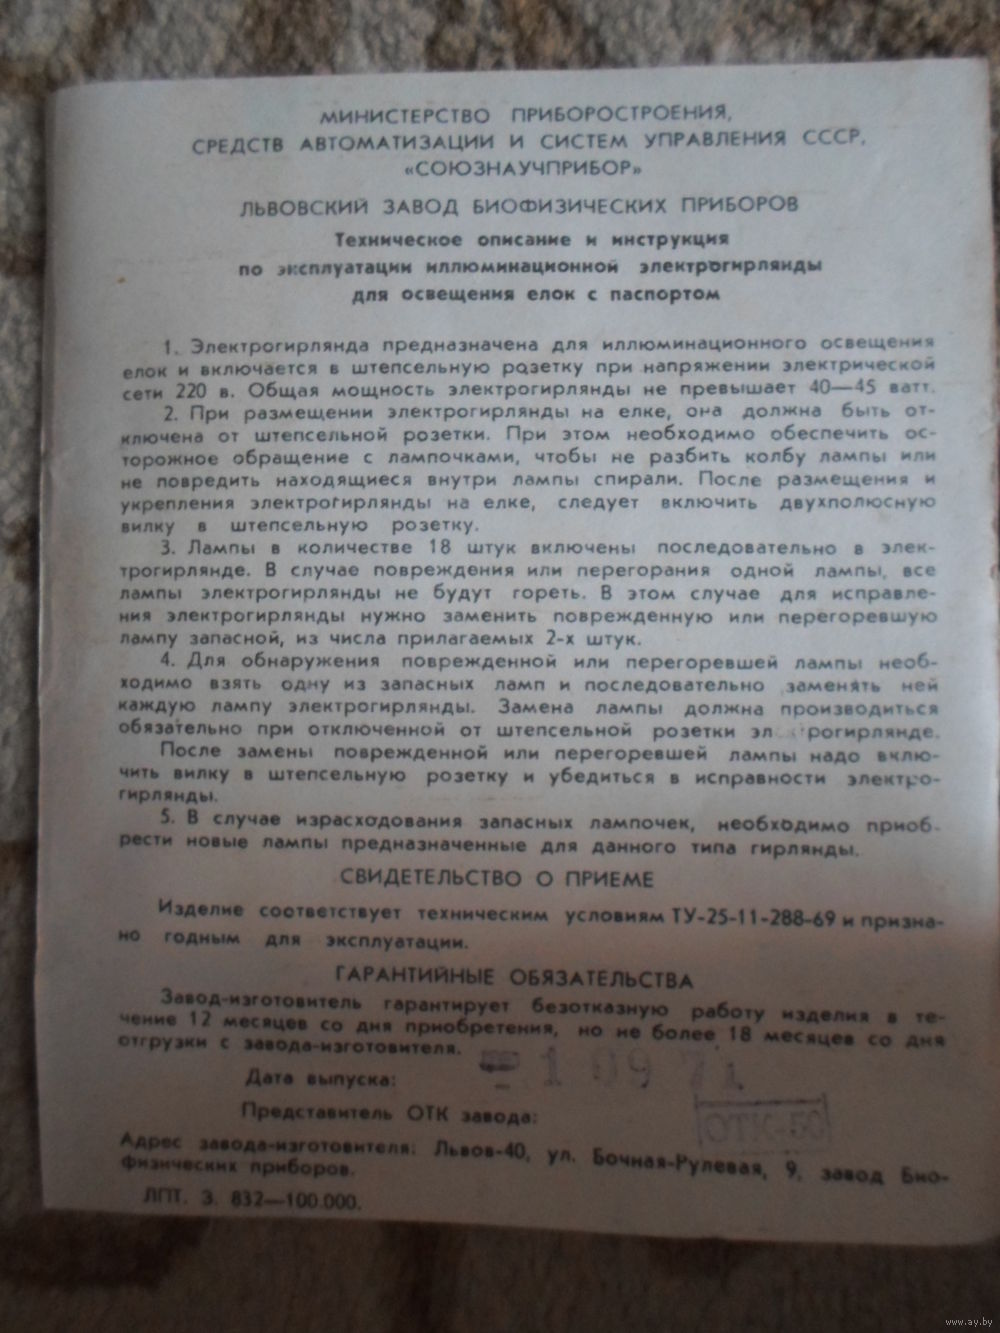 МИНИСТЕРСТВО ПРИБОРОСТРОЕНИЯ,
СРЕДСТВ АВТОМАТИЗАЦИИ И СИСТЕМ УПРАВЛЕНИЯ СССР,
«СОЮЗНАУЧПРИБОР»
ЛЬВОВСКИЙ ЗАВОД БИОФИЗИЧЕСКИХ ПРИБОРОВ
Техническое описание и инструкция
по эксплуатации иллюминационной электрогирлянды
для освещения елок с паспортом
1. Электрогирлянда предназначена для иллюминационного освещения
елок и включается в штепсельную розетку при напряжении электрической
сети 220 в. Общая мощность электрогирлянды не превышает 40—45 ватт.
2. При размещении электрогирлянды на елке, она должна быть от-
ключена от штепсельной розетки. При этом необходимо обеспечить ос-
торожное обращение с лампочками, чтобы не разбить колбу лампы или
не повредить находящиеся внутри лампы спирали. После размещения и
укрепления электрогирлянды на елке, следует включить двухполюсную
вилку в штепсельную розетку.
3. Лампы в количестве 18 штук включены последовательно в элек-
трогирлянде. В случае повреждения или перегорания одной лампы, все
лампы электрогирлянды не будут гореть. В этом случае для исправле-
ния электрогирлянды нужно заменить поврежденную или перегоревшую
лампу запасной, из числа прилагаемых 2-х штук.
4. Для обнаружения поврежденной или перегоревшей лампы необ-
ходимо взять одну из запасных ламп и последовательно заменять ней
каждую лампу электрогирлянды. Замена лампы должна производиться
обязательно при отключенной от штепсельной розетки эл трогирлянде.
После замены поврежденной или перегоревшей лампы надо вклю-
чить вилку в штепсельную розетку и убедиться в исправности электро-
гирлянды.
5. В случае израсходования запасных лампочек, необходимо приоб-
рести новые лампы предназначенные для данного типа гирлянды.
СВИДЕТЕЛЬСТВО О ПРИЕМЕ
Изделие соответствует техническим условиям ТУ-25-11-288-69 и призна-
но годным для эксплуатации.
ГАРАНТИЙНЫЕ ОБЯЗАТЕЛЬСТВА
Завод-изготовитель гарантирует безотказную работу изделия в те-
чение 12 месяцев со дня приобретения, но не более 18 месяцев со дня
отгрузки с завода-изготовителя.
Дата выпуска: 1 09 71
Представитель ОТК завода:
ОТК-50
Адрес завода-изготовителя: Львов-40, ул. Бочная-Рулевая, 9, завод Био-
физических приборов.
ЛПТ. З. 832—100.000.
www.ay.by